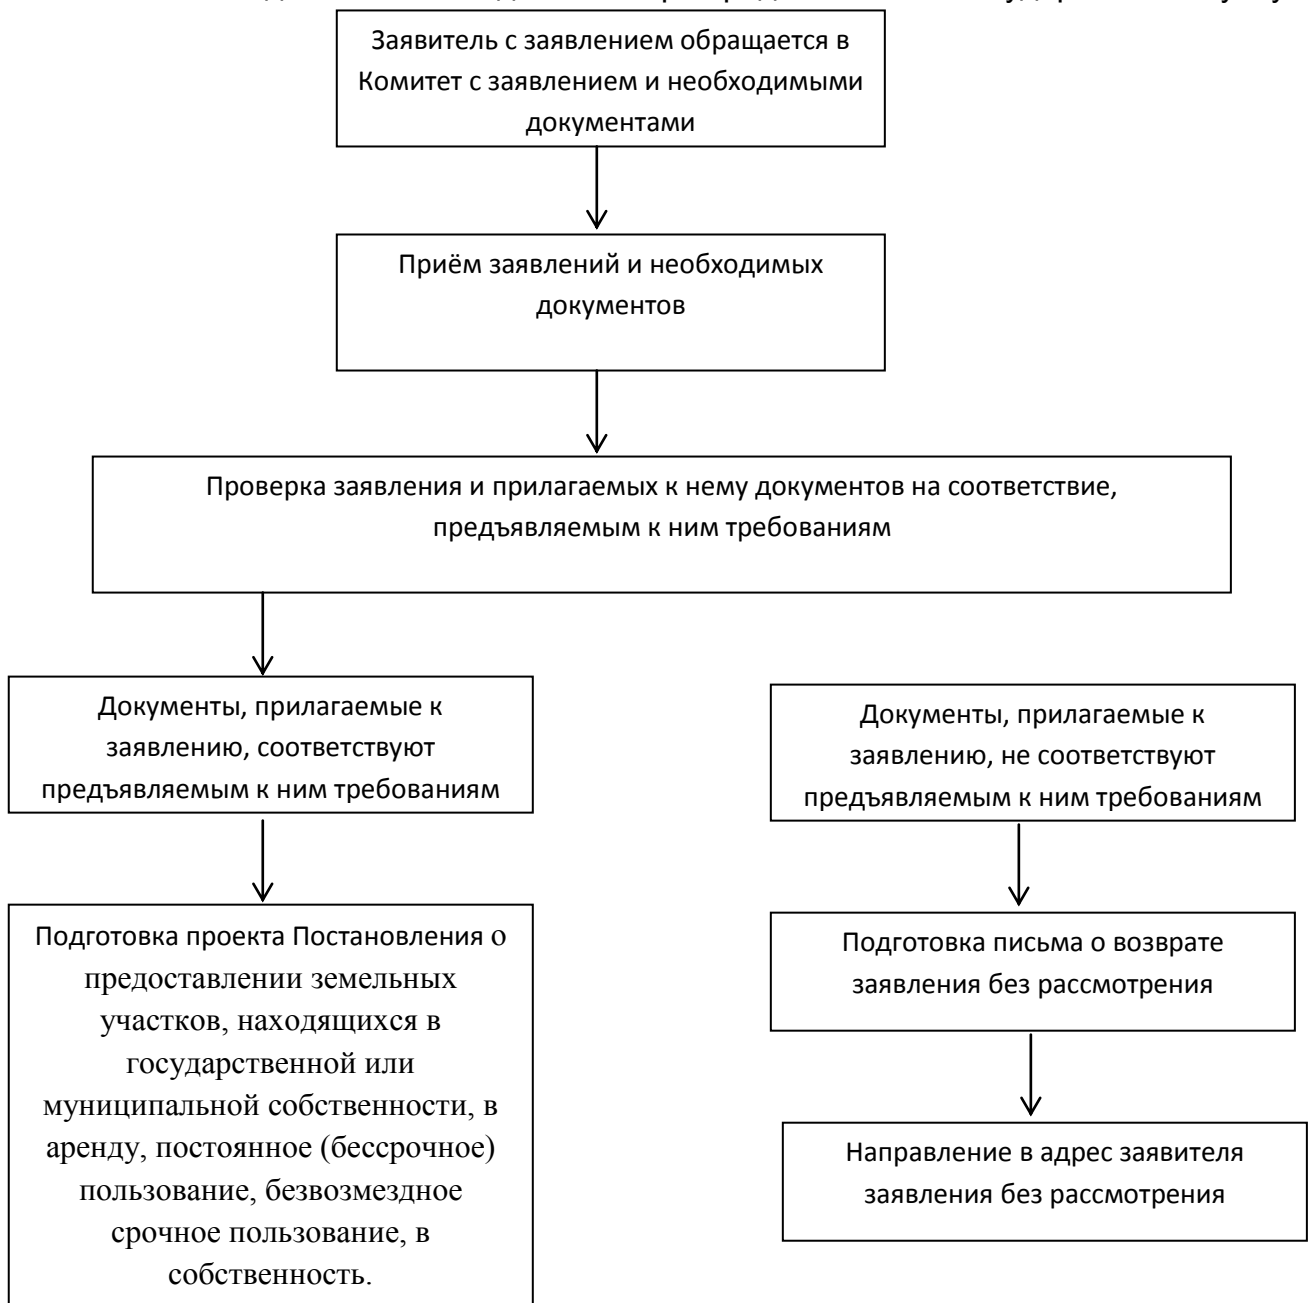 Заявитель с заявлением обращается в
Комитет с заявлением и необходимыми
документами
Приём заявлений и необходимых
документов
Проверка заявления и прилагаемых к нему документов на соответствие,
предъявляемым к ним требованиям
Документы, прилагаемые к
заявлению, соответствуют
предъявляемым к ним требованиям
Документы, прилагаемые к
заявлению, не соответствуют
предъявляемым к ним требованиям
Подготовка проекта Постановления о
предоставлении земельных
участков, находящихся в
государственной или
муниципальной собственности, в
аренду, постоянное (бессрочное)
пользование, безвозмездное
срочное пользование, в
собственность.
Подготовка письма о возврате
заявления без рассмотрения
Направление в адрес заявителя
заявления без рассмотрения